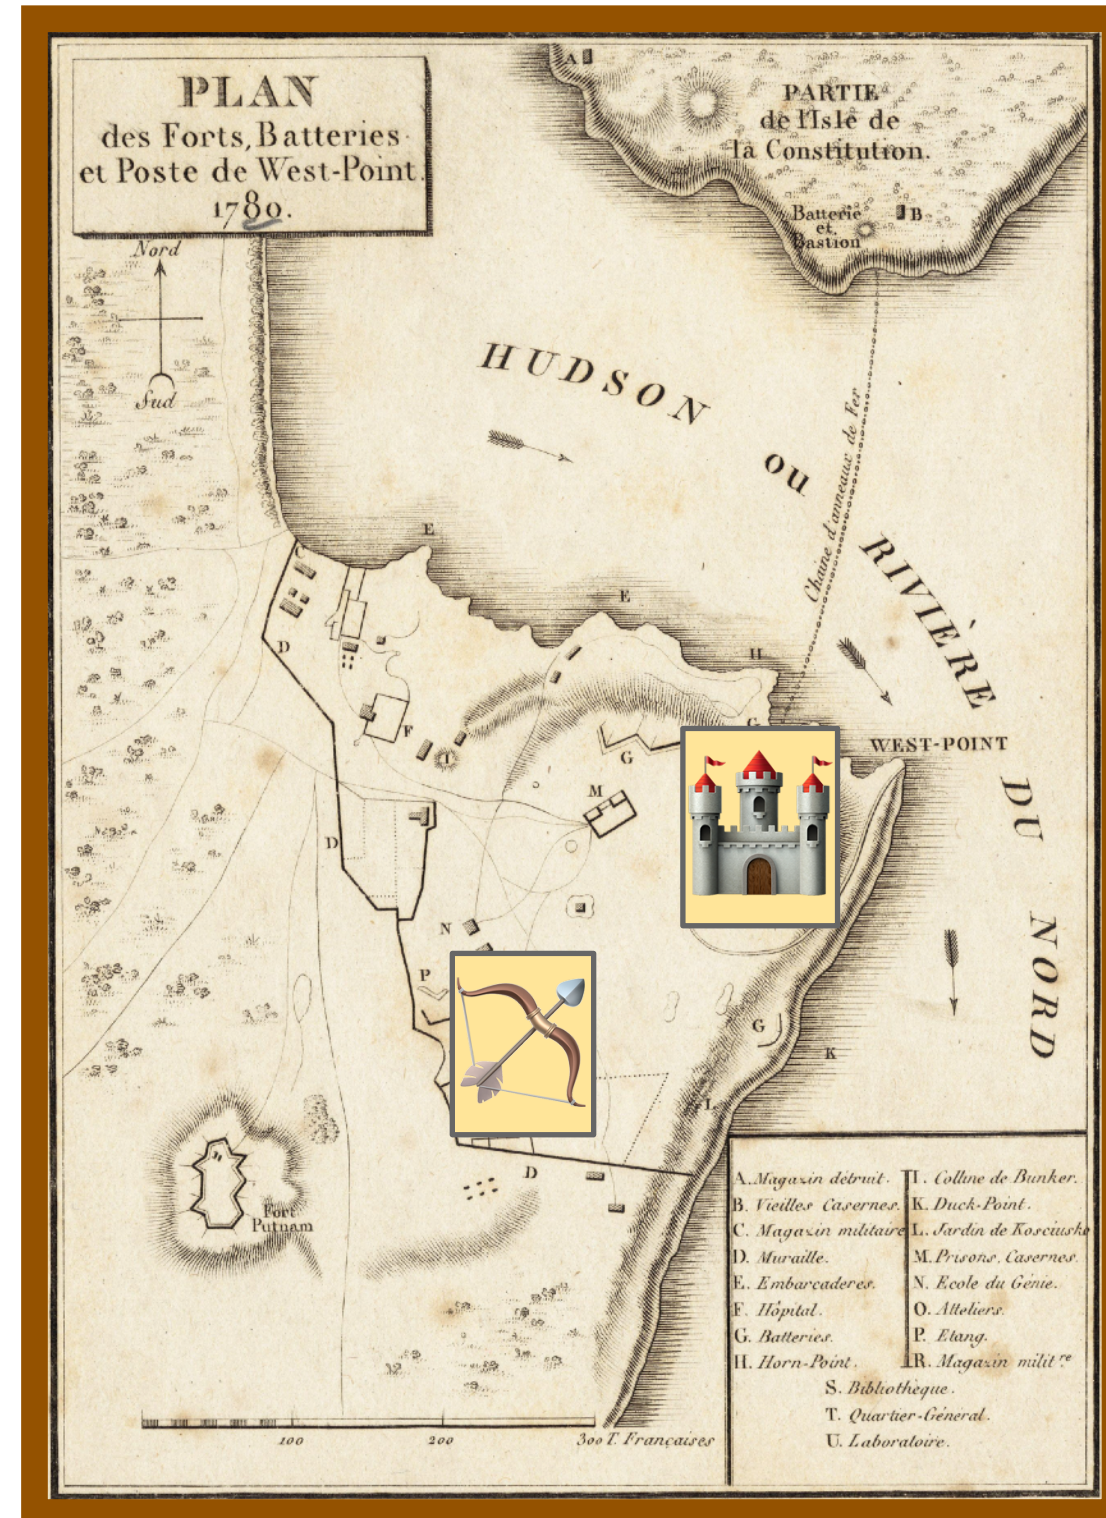 PLAN
des Forts, Batteries
et Poste de West-Point.
1780.
Nord
Sud
A
PARTIE
de l'Isle de
la Constitution.
Batterie
et
Bastion
B
HUDSON
ou
RIVIÈRE
DU
NORD
Chaine d'anneaux de Fer
E
E
C
D
H
G
F
I
G
WEST-POINT
M
D
N
P
G
K
L
D
Fort
Putnam
A. Magazin détruit.
B. Vieilles Casernes.
C. Magazin militaire
D. Muraille.
E. Embarcaderes.
F. Hôpital.
G. Batteries.
H. Horn-Point.
I. Colline de Bunker.
K. Duck-Point.
L. Jardin de Kosciusko
M. Prisons, Casernes.
N. Ecole du Génie.
O. Atteliers.
P. Etang.
R. Magazin milit.re
S. Bibliothèque.
T. Quartier-Général.
U. Laboratoire.
100 200 300 T. Françaises